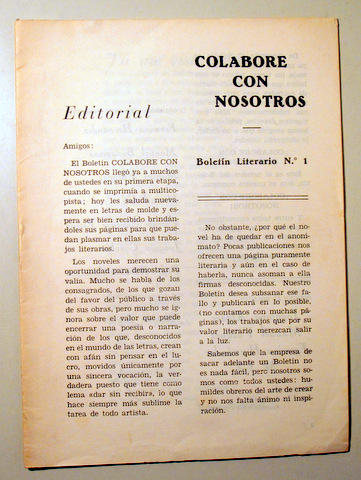 COLABORE
CON
NOSOTROS
Boletín Literario N.º 1
Editorial
Amigos:
El Boletín COLABORE CON
NOSOTROS llegó ya a muchos
de ustedes en su primera etapa,
cuando se imprimía a multico-
pista; hoy les saluda nueva-
mente en letras de molde y espe-
ra ser bien recibido brindán-
doles sus páginas para que pue-
dan plasmar en ellas sus traba-
jos literarios.
Los noveles merecen una
oportunidad para demostrar su
valía. Mucho se habla de los
consagrados, de los que gozan
del favor del público a través
de sus obras, pero mucho se ig-
nora sobre el valor que puede
encerrar una poesía o narra-
ción de los que, desconocidos
en el mundo de las letras, crean
con afán sin pensar en el lu-
cro, movidos únicamente por
una sincera vocación, la ver-
dadera puesto que tiene como
lema «dar sin recibir», lo que
hace siempre más sublime la
tarea de todo artista.
No obstante, ¿por qué el no-
vel ha de quedar en el anoni-
mato? Pocas publicaciones nos
ofrecen una página puramente
literaria y aún en el caso de
haberla, nunca asoman a ella
firmas desconocidas. Nuestro
Boletín desea subsanar ese fa-
llo y publicará en lo posible,
(no contamos con muchas pá-
ginas), los trabajos que por su
valor literario merezcan salir
a la luz.
Sabemos que la empresa de
sacar adelante un Boletín no
es nada fácil, pero nosotros so-
mos como todos ustedes: hu-
mildes obreros del arte de crear
y no nos falta ánimo ni inspi-
ración.